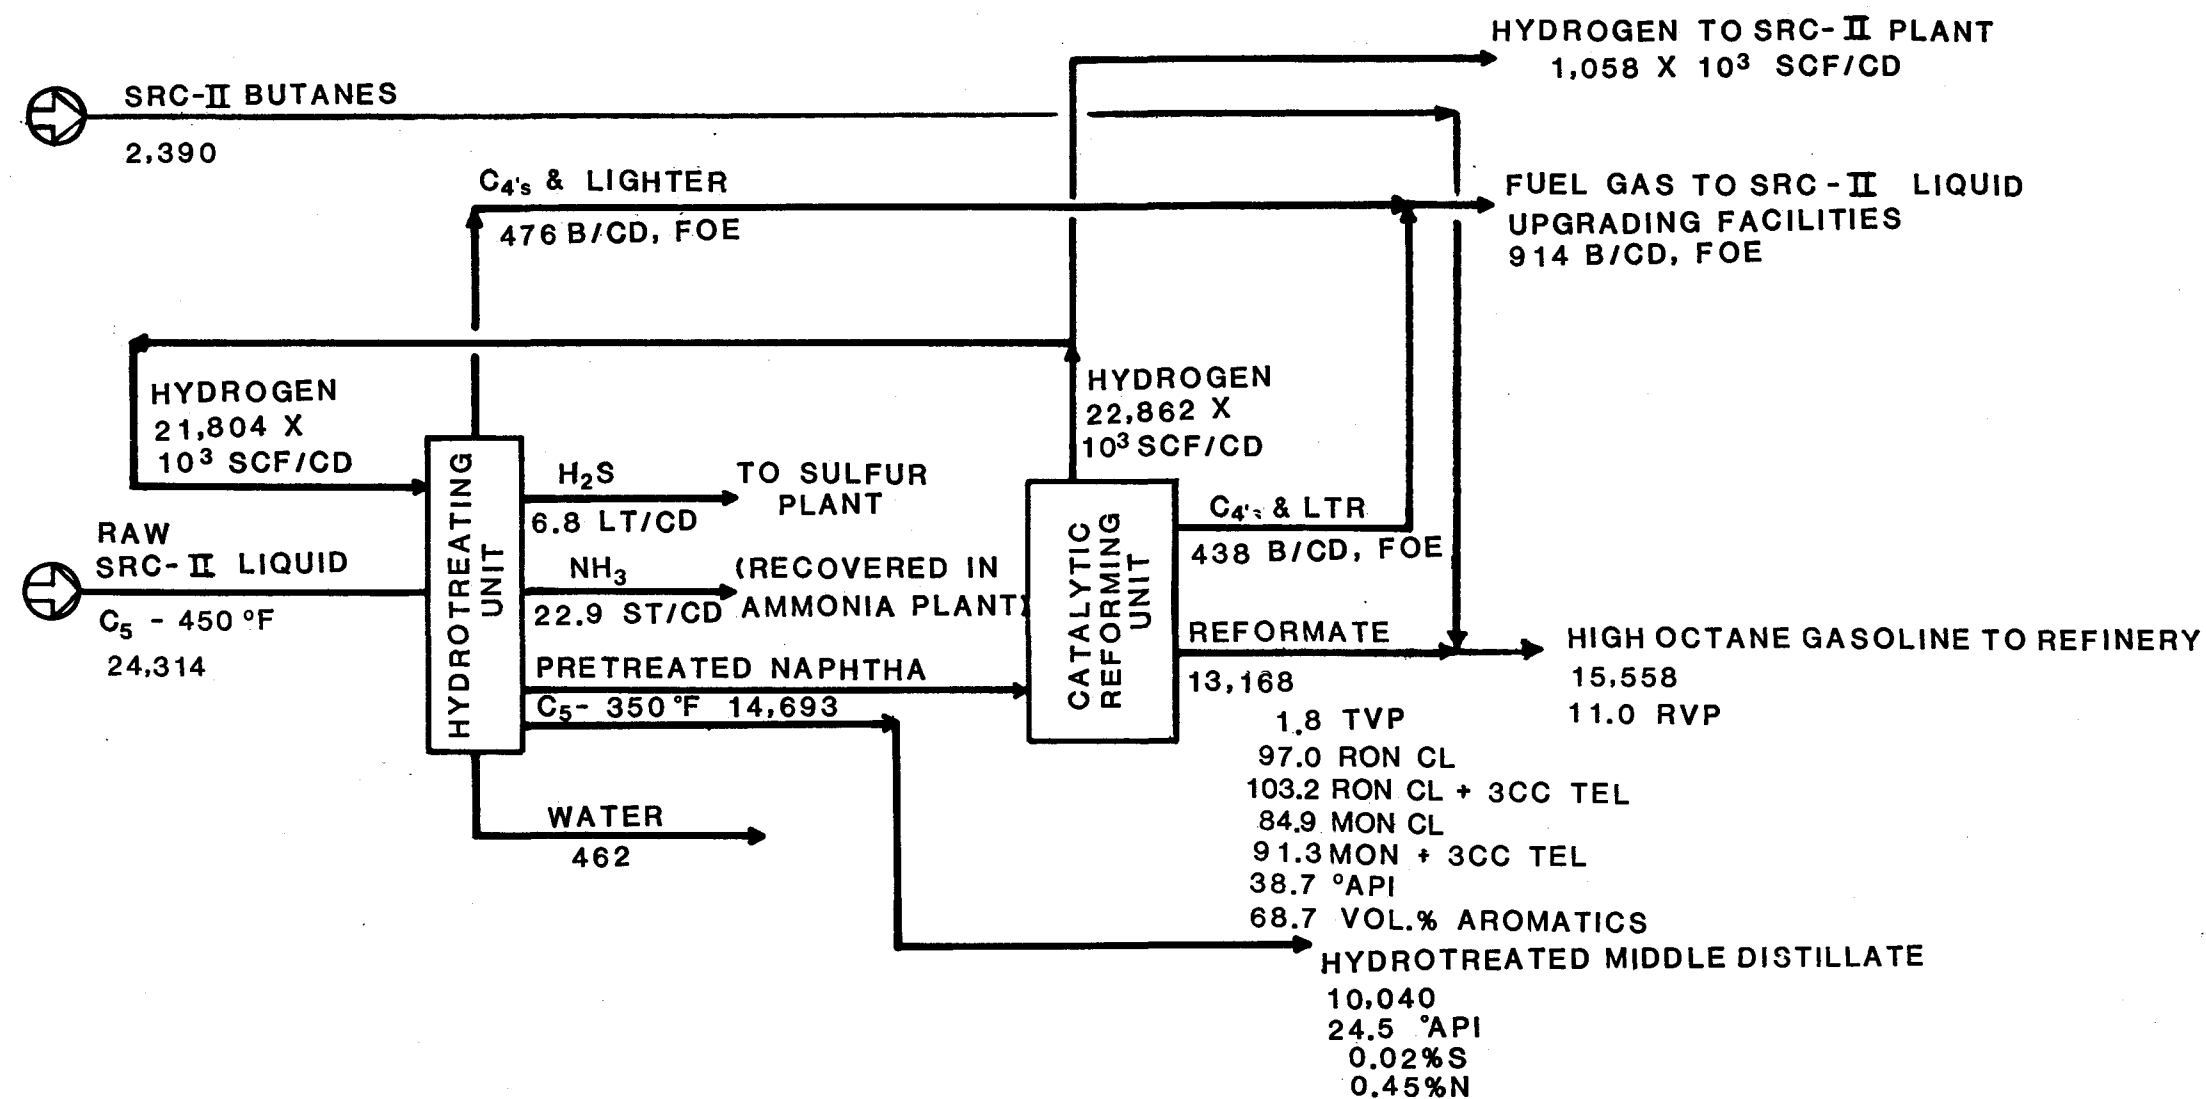 HYDROGEN TO SRC-II PLANT
1,058 X 10³ SCF/CD
SRC-II BUTANES
2,390
C₄'s & LIGHTER
476 B/CD, FOE
FUEL GAS TO SRC-II LIQUID
UPGRADING FACILITIES
914 B/CD, FOE
HYDROGEN
21,804 X
10³ SCF/CD
HYDROGEN
22,862 X
10³ SCF/CD
RAW
SRC-II LIQUID
C₅ - 450 °F
24,314
HYDROTREATING
UNIT
H₂S
6.8 LT/CD
TO SULFUR
PLANT
NH₃
22.9 ST/CD
(RECOVERED IN
AMMONIA PLANT)
PRETREATED NAPHTHA
C₅- 350 °F 14,693
WATER
462
CATALYTIC
REFORMING
UNIT
C₄'s & LTR
438 B/CD, FOE
REFORMATE
13,168
1.8 TVP
97.0 RON CL
103.2 RON CL + 3CC TEL
84.9 MON CL
91.3 MON + 3CC TEL
38.7 °API
68.7 VOL.% AROMATICS
HIGH OCTANE GASOLINE TO REFINERY
15,558
11.0 RVP
HYDROTREATED MIDDLE DISTILLATE
10,040
24.5 °API
0.02%S
0.45%N